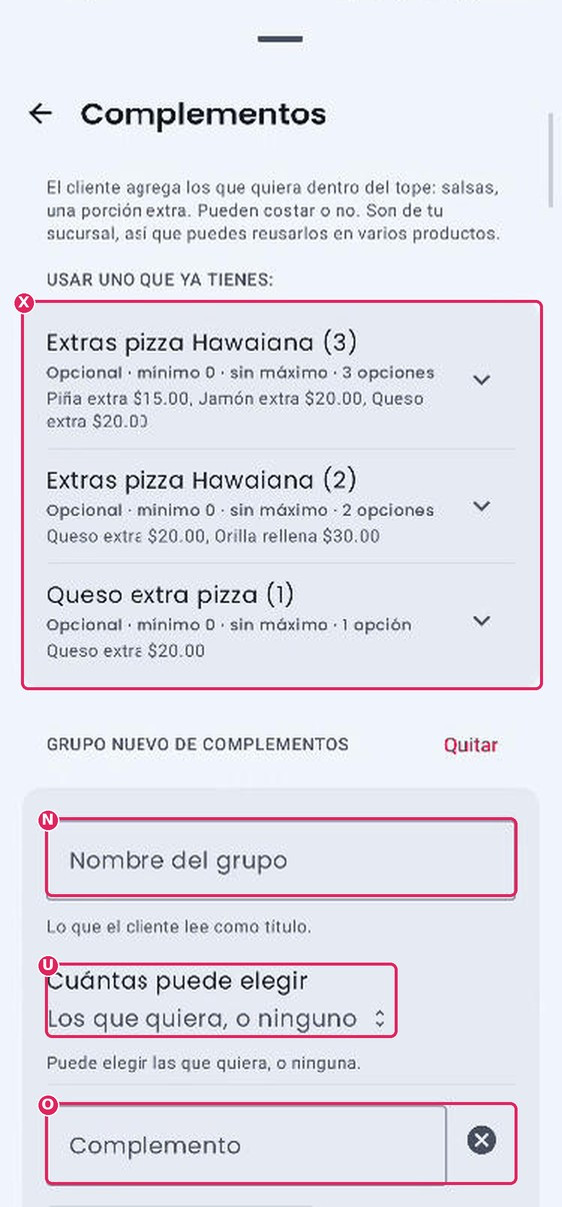 Complementos
El cliente agrega los que quiera dentro del tope: salsas,
una porción extra. Pueden costar o no. Son de tu
sucursal, así que puedes reusarlos en varios productos.
USAR UNO QUE YA TIENES:
X
Extras pizza Hawaiana (3)
Opcional · mínimo 0 · sin máximo · 3 opciones
Piña extra $15.00, Jamón extra $20.00, Queso
extra $20.00
Extras pizza Hawaiana (2)
Opcional · mínimo 0 · sin máximo · 2 opciones
Queso extra $20.00, Orilla rellena $30.00
Queso extra pizza (1)
Opcional · mínimo 0 · sin máximo · 1 opción
Queso extra $20.00
GRUPO NUEVO DE COMPLEMENTOS Quitar
N
Nombre del grupo
Lo que el cliente lee como título.
U
Cuántas puede elegir
Los que quiera, o ninguno
Puede elegir las que quiera, o ninguna.
O
Complemento